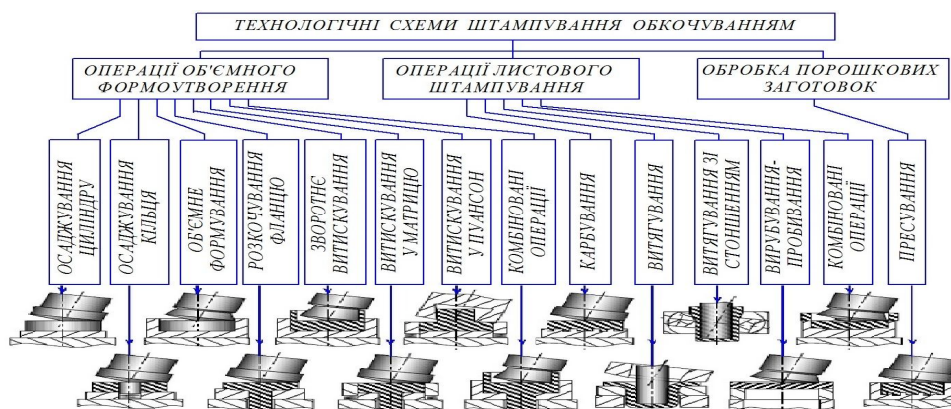 ТЕХНОЛОГІЧНІ СХЕМИ ШТАМПУВАННЯ ОБКОЧУВАННЯМ
ОПЕРАЦІЇ ОБ'ЄМНОГО
ФОРМОУТВОРЕННЯ
ОПЕРАЦІЇ ЛИСТОВОГО
ШТАМПУВАННЯ
ОБРОБКА ПОРОШКОВИХ
ЗАГОТОВОК
ОСАДЖУВАННЯ
ЦИЛІНДРУ
ОСАДЖУВАННЯ
КІЛЬЦЯ
ОБ'ЄМНЕ
ФОРМУВАННЯ
РОЗКОЧУВАННЯ
ФЛАНЦЮ
ЗВОРОТНЄ
ВИТИСКУВАННЯ
ВИТИСКУВАННЯ
У МАТРИЦЮ
ВИТИСКУВАННЯ
У ПУАНСОН
КОМБІНОВАНІ
ОПЕРАЦІЇ
КАРБУВАННЯ
ВИТЯГУВАННЯ
ВИТЯГУВАННЯ ЗІ
СТОНШЕННЯМ
ВИРУБУВАННЯ-
ПРОБИВАННЯ
КОМБІНОВАНІ
ОПЕРАЦІЇ
ПРЕСУВАННЯ